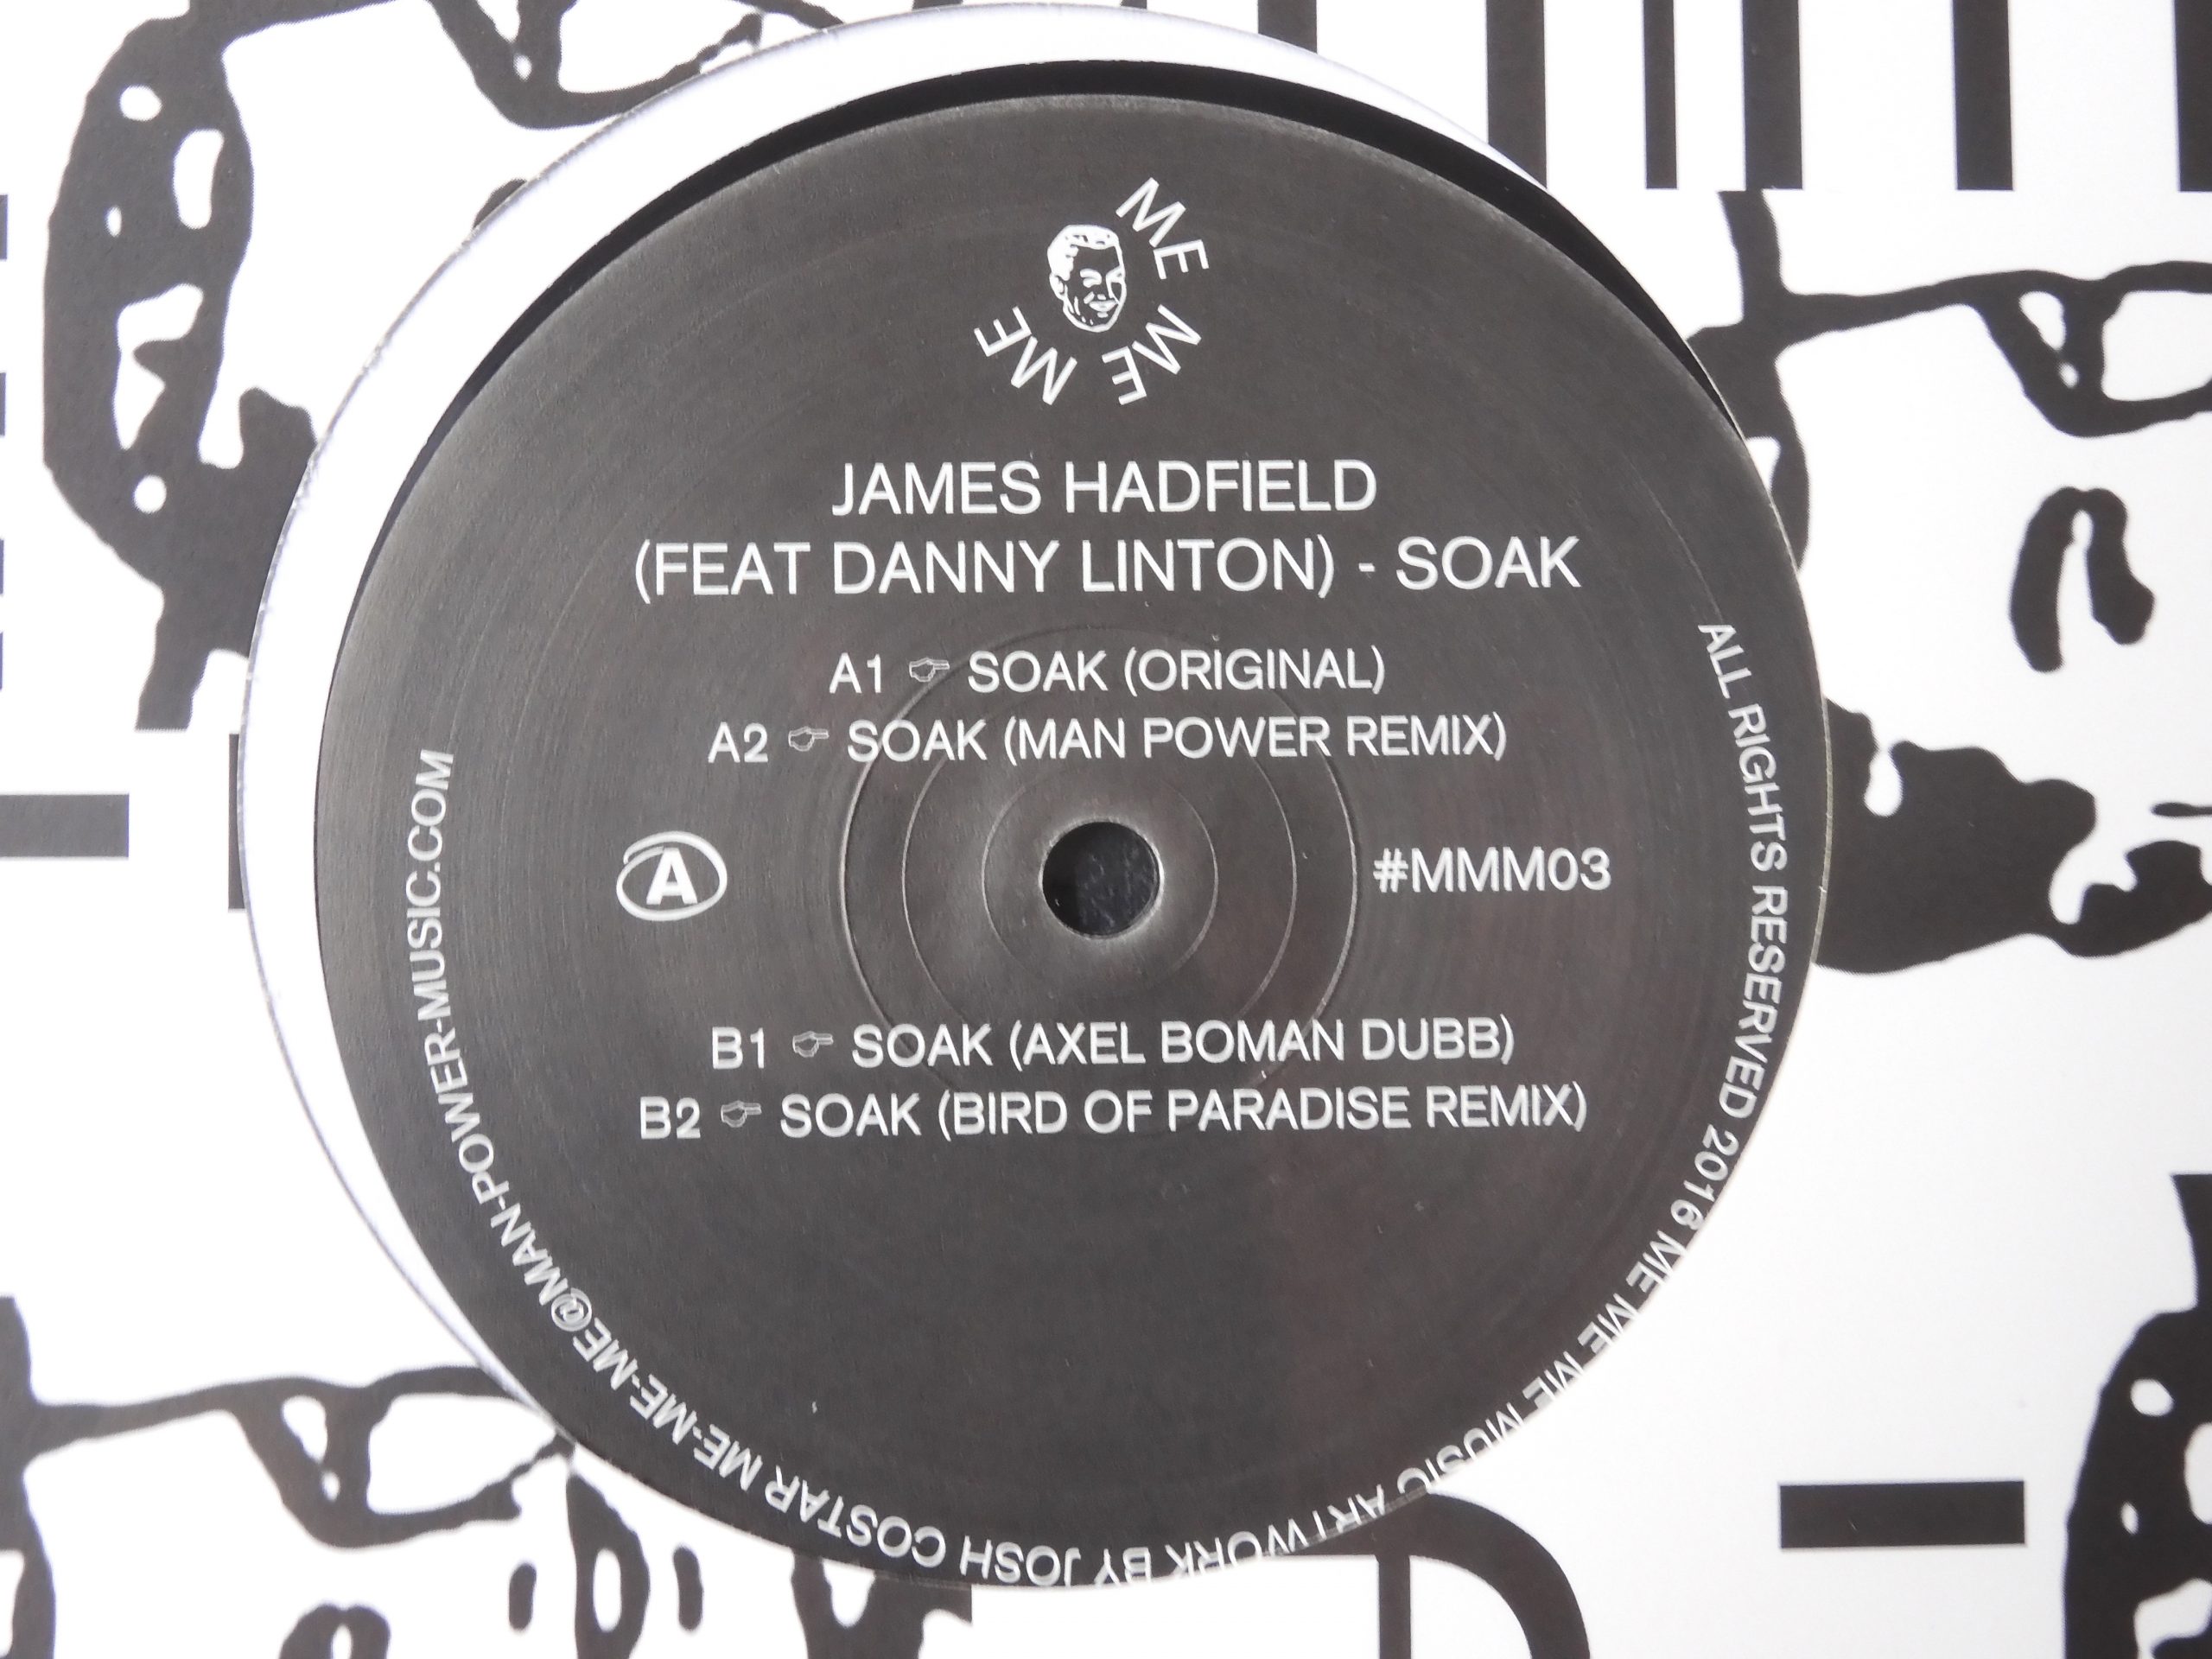 ME ME ME
JAMES HADFIELD
(FEAT DANNY LINTON) - SOAK
A1 ☞ SOAK (ORIGINAL)
A2 ☞ SOAK (MAN POWER REMIX)
A
#MMM03
B1 ☞ SOAK (AXEL BOMAN DUBB)
B2 ☞ SOAK (BIRD OF PARADISE REMIX)
ALL RIGHTS RESERVED 2016 ME ME ME MUSIC ARTWORK BY JOSH COSTAR ME-ME-ME@MAN-POWER-MUSIC.COM